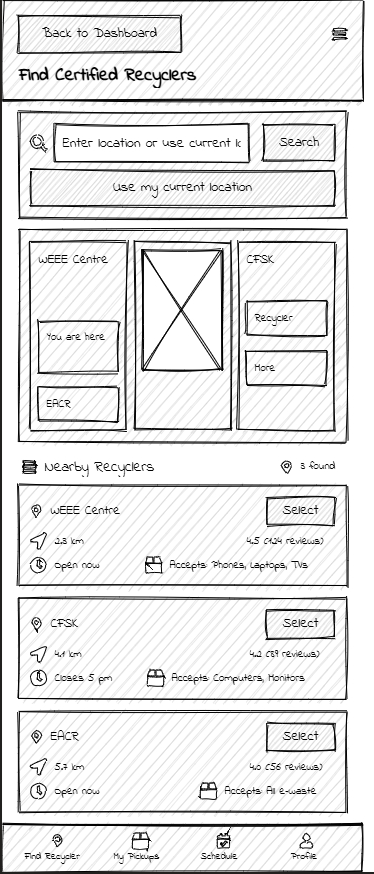 Back to Dashboard
Find Certified Recyclers
Enter location or use current lc
Search
Use my current location
WEEE Centre
CFSK
Recycler
You are here
More
EACR
Nearby Recyclers
3 found
WEEE Centre
Select
2.3 km
4.5 (124 reviews)
Open now
Accepts: Phones, Laptops, TVs
CFSK
Select
4.1 km
4.2 (89 reviews)
Closes 5 pm
Accepts: Computers, Monitors
EACR
Select
5.7 km
4.0 (56 reviews)
Open now
Accepts: All e-waste
Find Recycler
My Pickups
Schedule
Profile